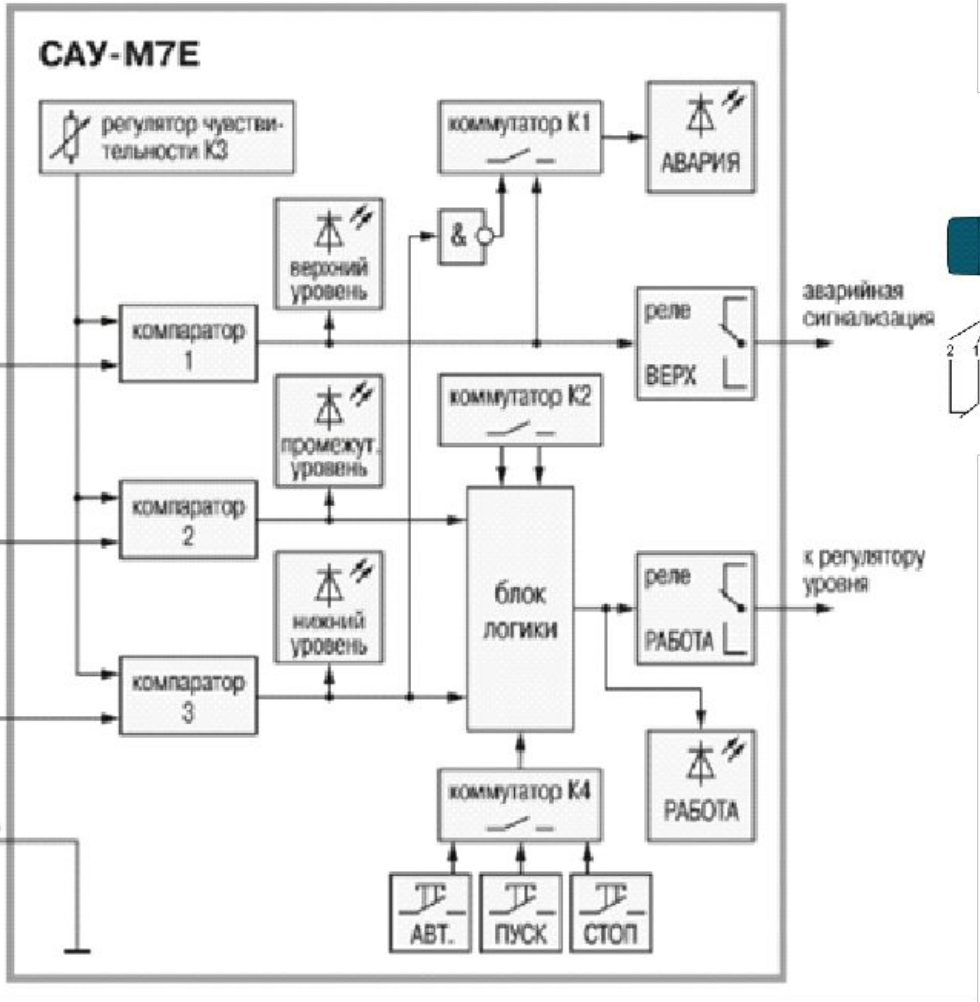 САУ-М7Е
регулятор чувстви-
тельности К3
коммутатор К1
АВАРИЯ
&
верхний
уровень
компаратор
1
реле
ВЕРХ
аварийная
сигнализация
2 1
коммутатор К2
промежут.
уровень
компаратор
2
блок
логики
реле
РАБОТА
к регулятору
уровня
нижний
уровень
компаратор
3
РАБОТА
коммутатор К4
АВТ.
ПУСК
СТОП